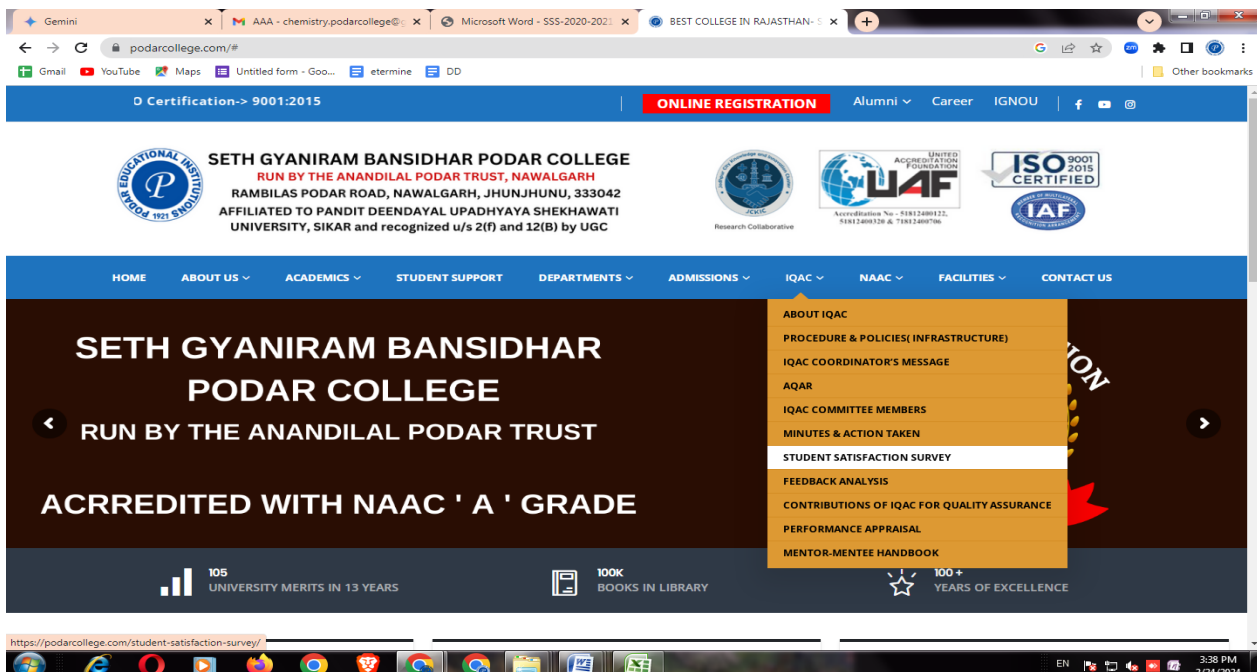 Gemini
AAA - chemistry.podarcollege@g
Microsoft Word - SSS-2020-2021
BEST COLLEGE IN RAJASTHAN- S
podarcollege.com/#
Gmail YouTube Maps Untitled form - Goo... etermine DD Other bookmarks
O Certification-> 9001:2015
ONLINE REGISTRATION Alumni Career IGNOU
EDUCATIONAL INSTITUTIONS
P
PODAR 1921
SETH GYANIRAM BANSIDHAR PODAR COLLEGE
RUN BY THE ANANDILAL PODAR TRUST, NAWALGARH
RAMBILAS PODAR ROAD, NAWALGARH, JHUNJHUNU, 333042
AFFILIATED TO PANDIT DEENDAYAL UPADHYAYA SHEKHAWATI
UNIVERSITY, SIKAR and recognized u/s 2(f) and 12(B) by UGC
JCKIC
Research Collaborative
UNITED
ACCREDITATION
FOUNDATION
UAF
Accreditation No - 51812400122,
51812400320 & 71812400706
ISO 9001
2015
CERTIFIED
IAF
HOME ABOUT US ACADEMICS STUDENT SUPPORT DEPARTMENTS ADMISSIONS IQAC NAAC FACILITIES CONTACT US
ABOUT IQAC
PROCEDURE & POLICIES( INFRASTRUCTURE)
IQAC COORDINATOR'S MESSAGE
AQAR
IQAC COMMITTEE MEMBERS
MINUTES & ACTION TAKEN
STUDENT SATISFACTION SURVEY
FEEDBACK ANALYSIS
CONTRIBUTIONS OF IQAC FOR QUALITY ASSURANCE
PERFORMANCE APPRAISAL
MENTOR-MENTEE HANDBOOK
SETH GYANIRAM BANSIDHAR
PODAR COLLEGE
RUN BY THE ANANDILAL PODAR TRUST
ACRREDITED WITH NAAC ' A ' GRADE
105
UNIVERSITY MERITS IN 13 YEARS
100K
BOOKS IN LIBRARY
100 +
YEARS OF EXCELLENCE
https://podarcollege.com/student-satisfaction-survey/
EN 3:38 PM